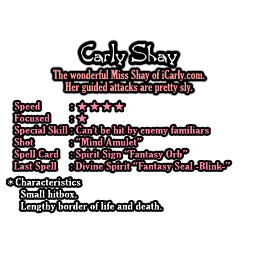 Carly Shay
The wonderful Miss Shay of iCarly.com.
Her guided attacks are pretty sly.
Speed : ★★★★
Focused : ★
Special Skill : Can't be hit by enemy familiars
Shot : "Mind Amulet"
Spell Card : Spirit Sign "Fantasy Orb"
Last Spell : Divine Spirit "Fantasy Seal -Blink-"
* Characteristics
Small hitbox.
Lengthy border of life and death.